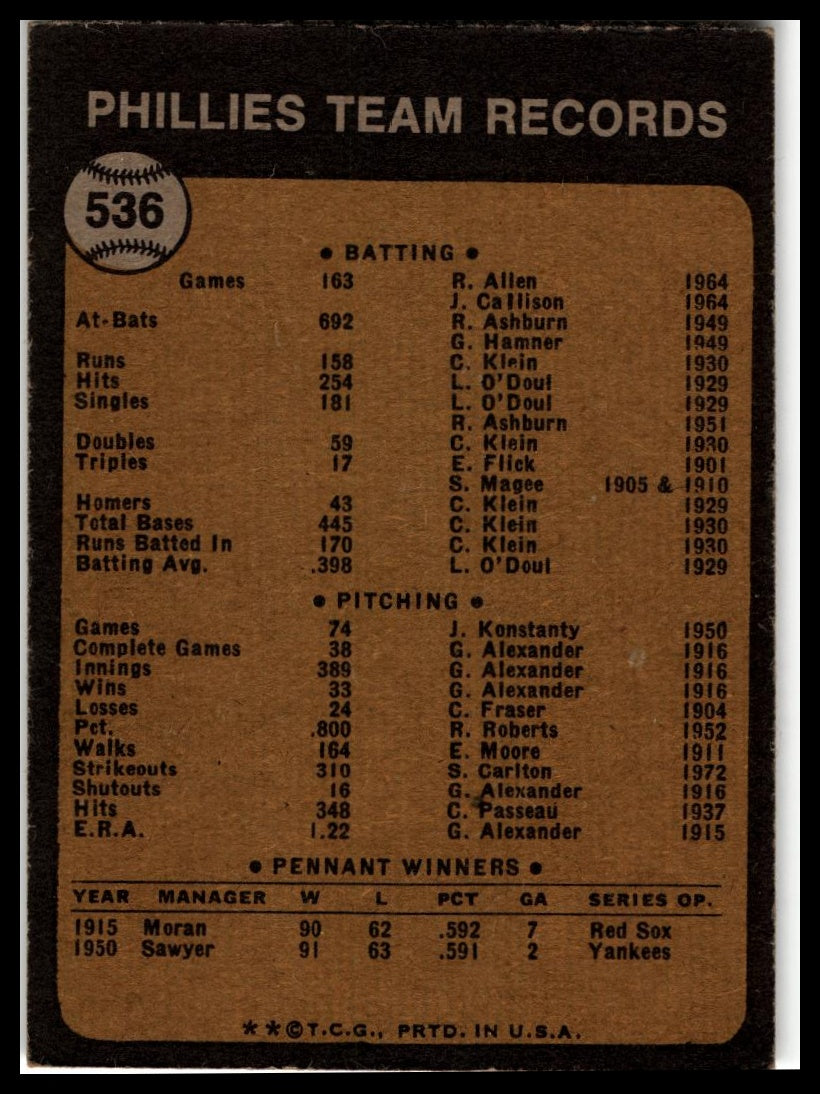 PHILLIES TEAM RECORDS
536
• BATTING •
Games 163 R. Allen 1964
J. Callison 1964
At-Bats 692 R. Ashburn 1949
G. Hamner 1949
Runs 158 C. Klein 1930
Hits 254 L. O'Doul 1929
Singles 181 L. O'Doul 1929
R. Ashburn 1951
Doubles 59 C. Klein 1930
Triples 17 E. Flick 1901
S. Magee 1905 & 1910
Homers 43 C. Klein 1929
Total Bases 445 C. Klein 1930
Runs Batted In 170 C. Klein 1930
Batting Avg. .398 L. O'Doul 1929
• PITCHING •
Games 74 J. Konstanty 1950
Complete Games 38 G. Alexander 1916
Innings 389 G. Alexander 1916
Wins 33 G. Alexander 1916
Losses 24 C. Fraser 1904
Pct. .800 R. Roberts 1952
Walks 164 E. Moore 1911
Strikeouts 310 S. Carlton 1972
Shutouts 16 G. Alexander 1916
Hits 348 C. Passeau 1937
E.R.A. 1.22 G. Alexander 1915
• PENNANT WINNERS •
YEAR MANAGER W L PCT GA SERIES OP.
1915 Moran 90 62 .592 7 Red Sox
1950 Sawyer 91 63 .591 2 Yankees
**©T.C.G., PRTD. IN U.S.A.